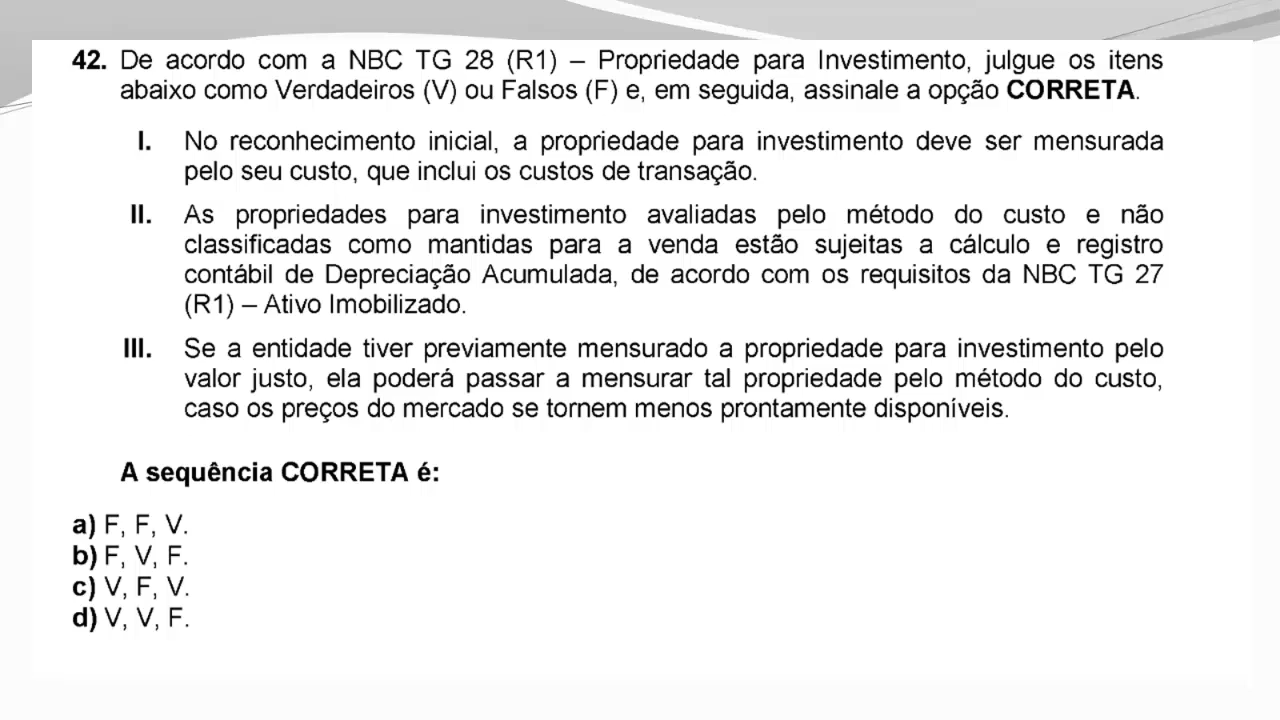 42. De acordo com a NBC TG 28 (R1) – Propriedade para Investimento, julgue os itens
abaixo como Verdadeiros (V) ou Falsos (F) e, em seguida, assinale a opção CORRETA.
I. No reconhecimento inicial, a propriedade para investimento deve ser mensurada
pelo seu custo, que inclui os custos de transação.
II. As propriedades para investimento avaliadas pelo método do custo e não
classificadas como mantidas para a venda estão sujeitas a cálculo e registro
contábil de Depreciação Acumulada, de acordo com os requisitos da NBC TG 27
(R1) – Ativo Imobilizado.
III. Se a entidade tiver previamente mensurado a propriedade para investimento pelo
valor justo, ela poderá passar a mensurar tal propriedade pelo método do custo,
caso os preços do mercado se tornem menos prontamente disponíveis.
A sequência CORRETA é:
a) F, F, V.
b) F, V, F.
c) V, F, V.
d) V, V, F.